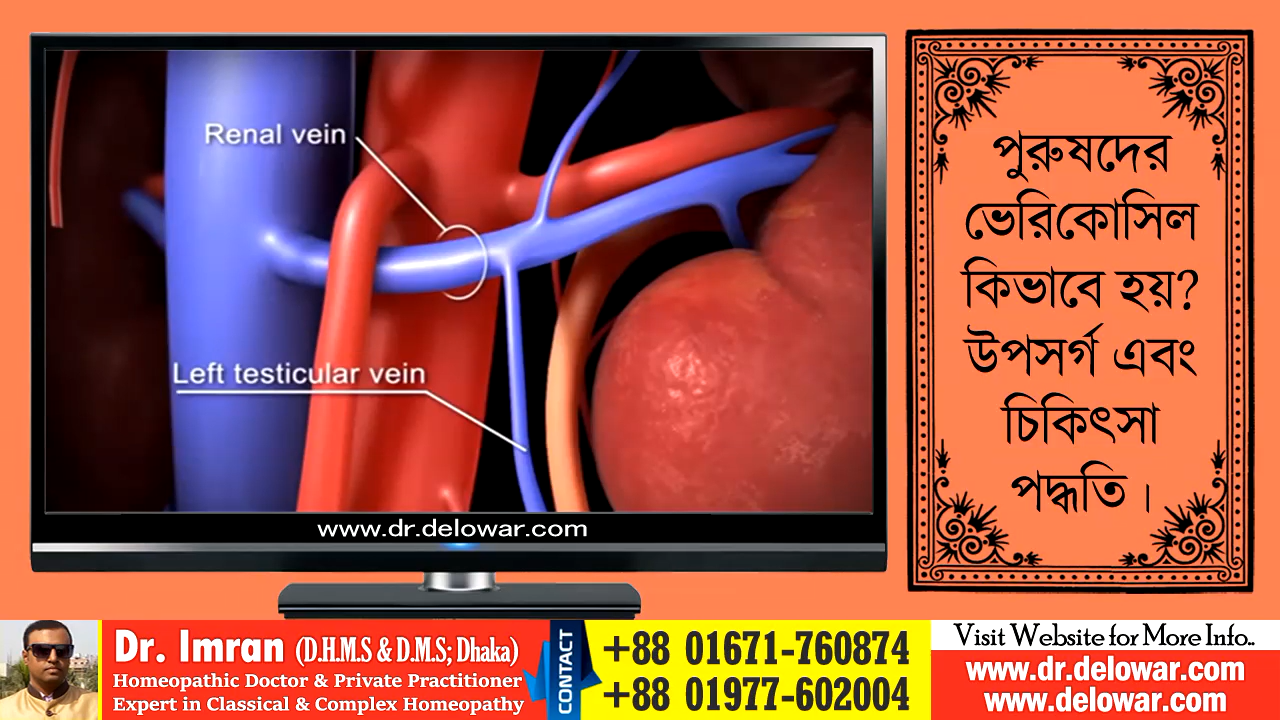 Renal vein
Left testicular vein
www.dr.delowar.com
পুরুষদের
ভেরিকোসিল
কিভাবে হয়?
উপসর্গ এবং
চিকিৎসা
পদ্ধতি।
Dr. Imran (D.H.M.S & D.M.S; Dhaka)
Homeopathic Doctor & Private Practitioner
Expert in Classical & Complex Homeopathy
CONTACT
+88 01671-760874
+88 01977-602004
Visit Website for More Info..
www.dr.delowar.com
www.delowar.com